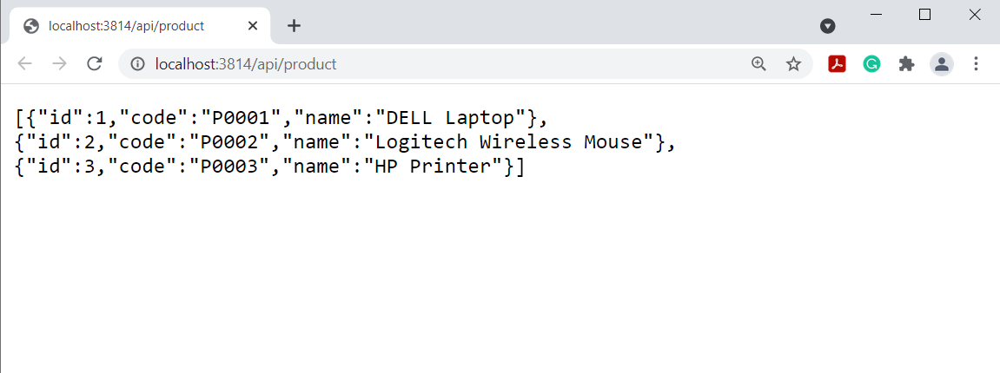 localhost:3814/api/product
localhost:3814/api/product
[{"id":1,"code":"P0001","name":"DELL Laptop"},
{"id":2,"code":"P0002","name":"Logitech Wireless Mouse"},
{"id":3,"code":"P0003","name":"HP Printer"}]